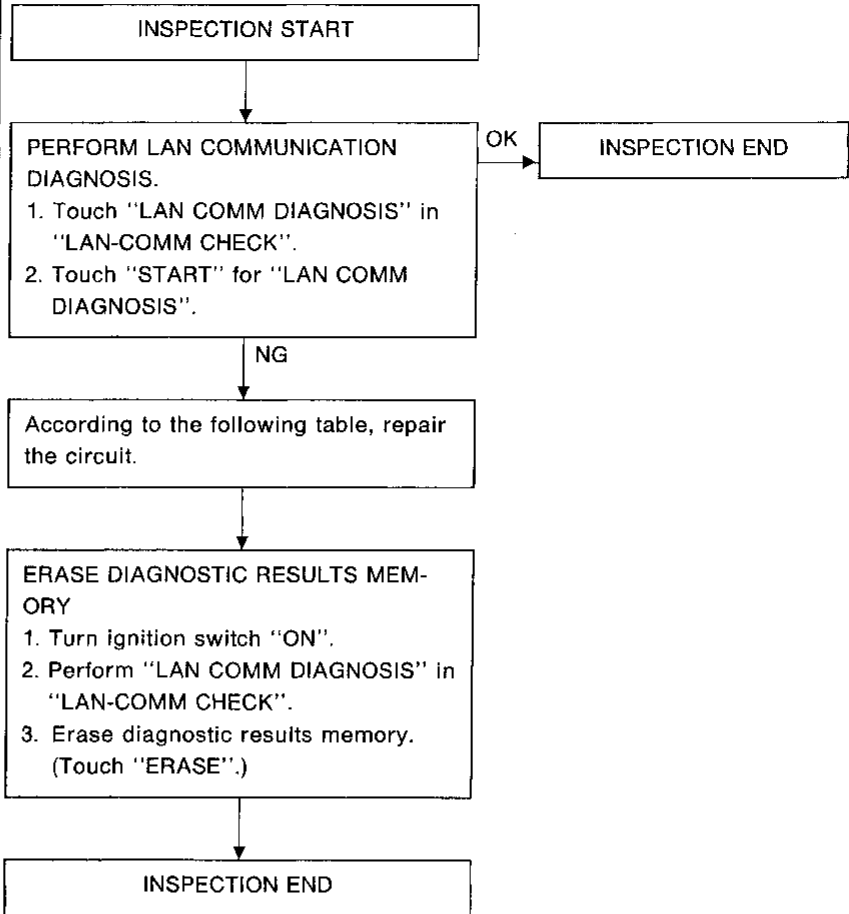 INSPECTION START
PERFORM LAN COMMUNICATION
DIAGNOSIS.
1. Touch "LAN COMM DIAGNOSIS" in
"LAN-COMM CHECK".
2. Touch "START" for "LAN COMM
DIAGNOSIS".
OK
INSPECTION END
NG
According to the following table, repair
the circuit.
ERASE DIAGNOSTIC RESULTS MEM-
ORY
1. Turn ignition switch "ON".
2. Perform "LAN COMM DIAGNOSIS" in
"LAN-COMM CHECK".
3. Erase diagnostic results memory.
(Touch "ERASE".)
INSPECTION END